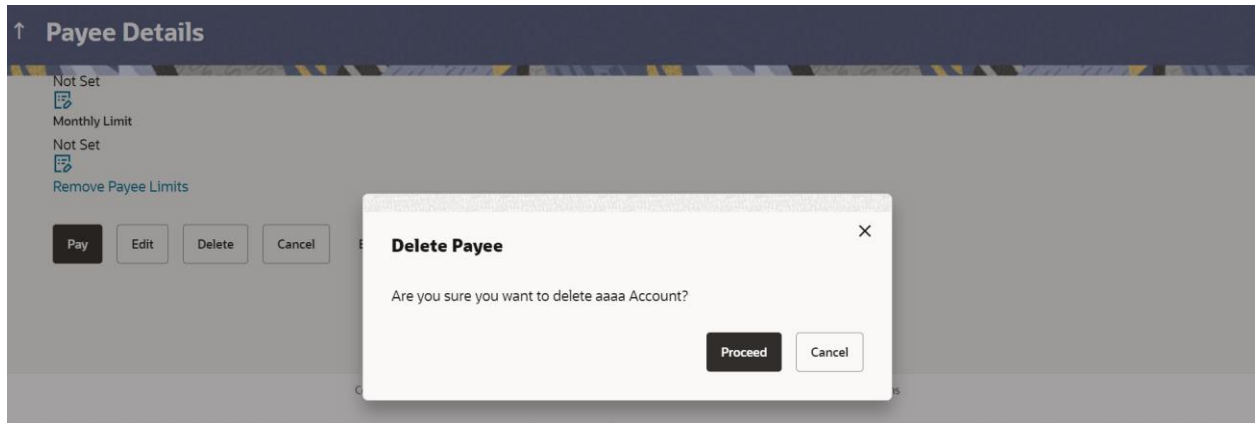 Payee Details
Not Set
Monthly Limit
Not Set
Remove Payee Limits
Pay Edit Delete Cancel
Delete Payee
Are you sure you want to delete aaaa Account?
Proceed Cancel